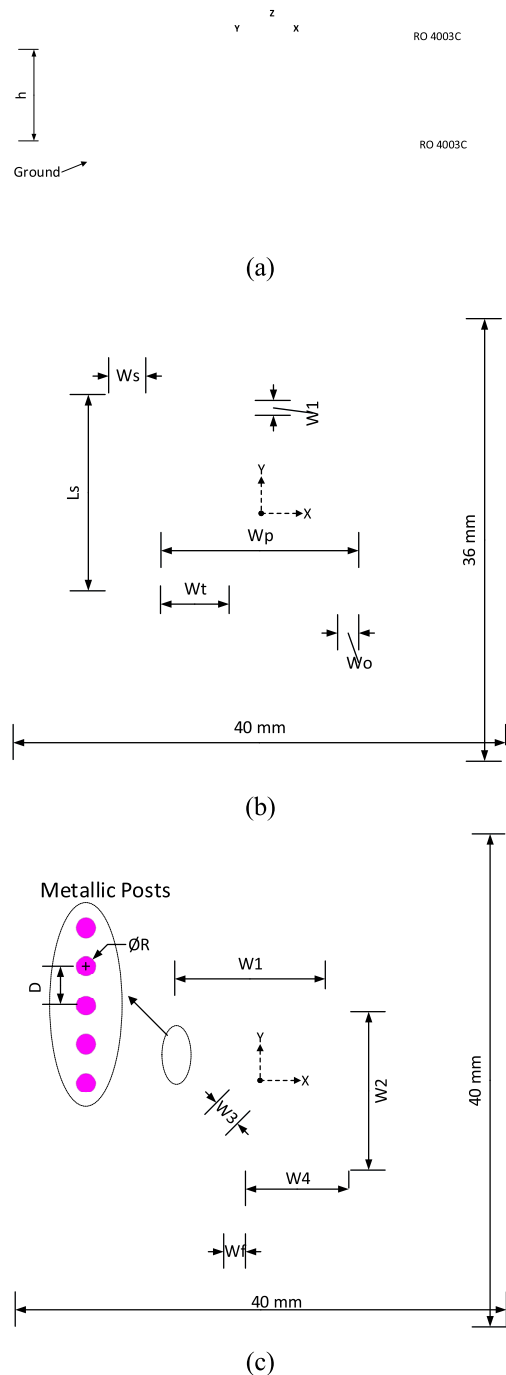 Z
Y
X
RO 4003C
h
RO 4003C
Ground
(a)
Ws
W1
Ls
Y
X
Wp
36 mm
Wt
Wo
40 mm
(b)
Metallic Posts
ØR
W1
D
Y
X
W2
40 mm
W3
W4
Wf
40 mm
(c)